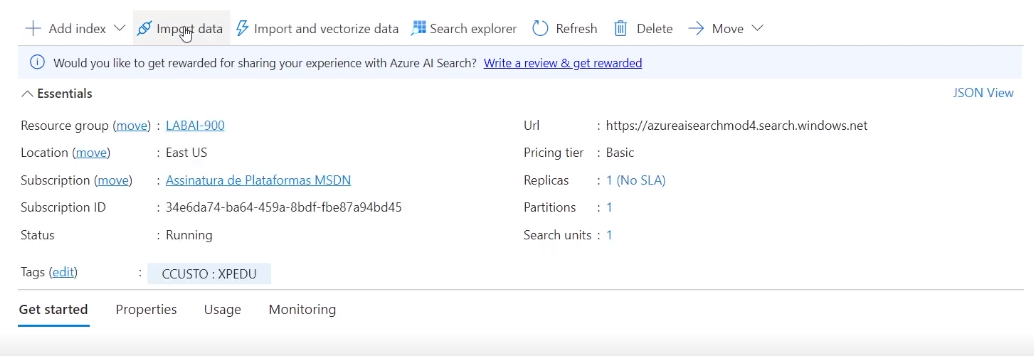 Add index Import data Import and vectorize data Search explorer Refresh Delete Move
Would you like to get rewarded for sharing your experience with Azure AI Search? Write a review & get rewarded
Essentials JSON View
Resource group (move) : LABAI-900 Url : https://azureaisearchmod4.search.windows.net
Location (move) : East US Pricing tier : Basic
Subscription (move) : Assinatura de Plataformas MSDN Replicas : 1 (No SLA)
Subscription ID : 34e6da74-ba64-459a-8bdf-fbe87a94bd45 Partitions : 1
Status : Running Search units : 1
Tags (edit) : CCUSTO : XPEDU
Get started Properties Usage Monitoring